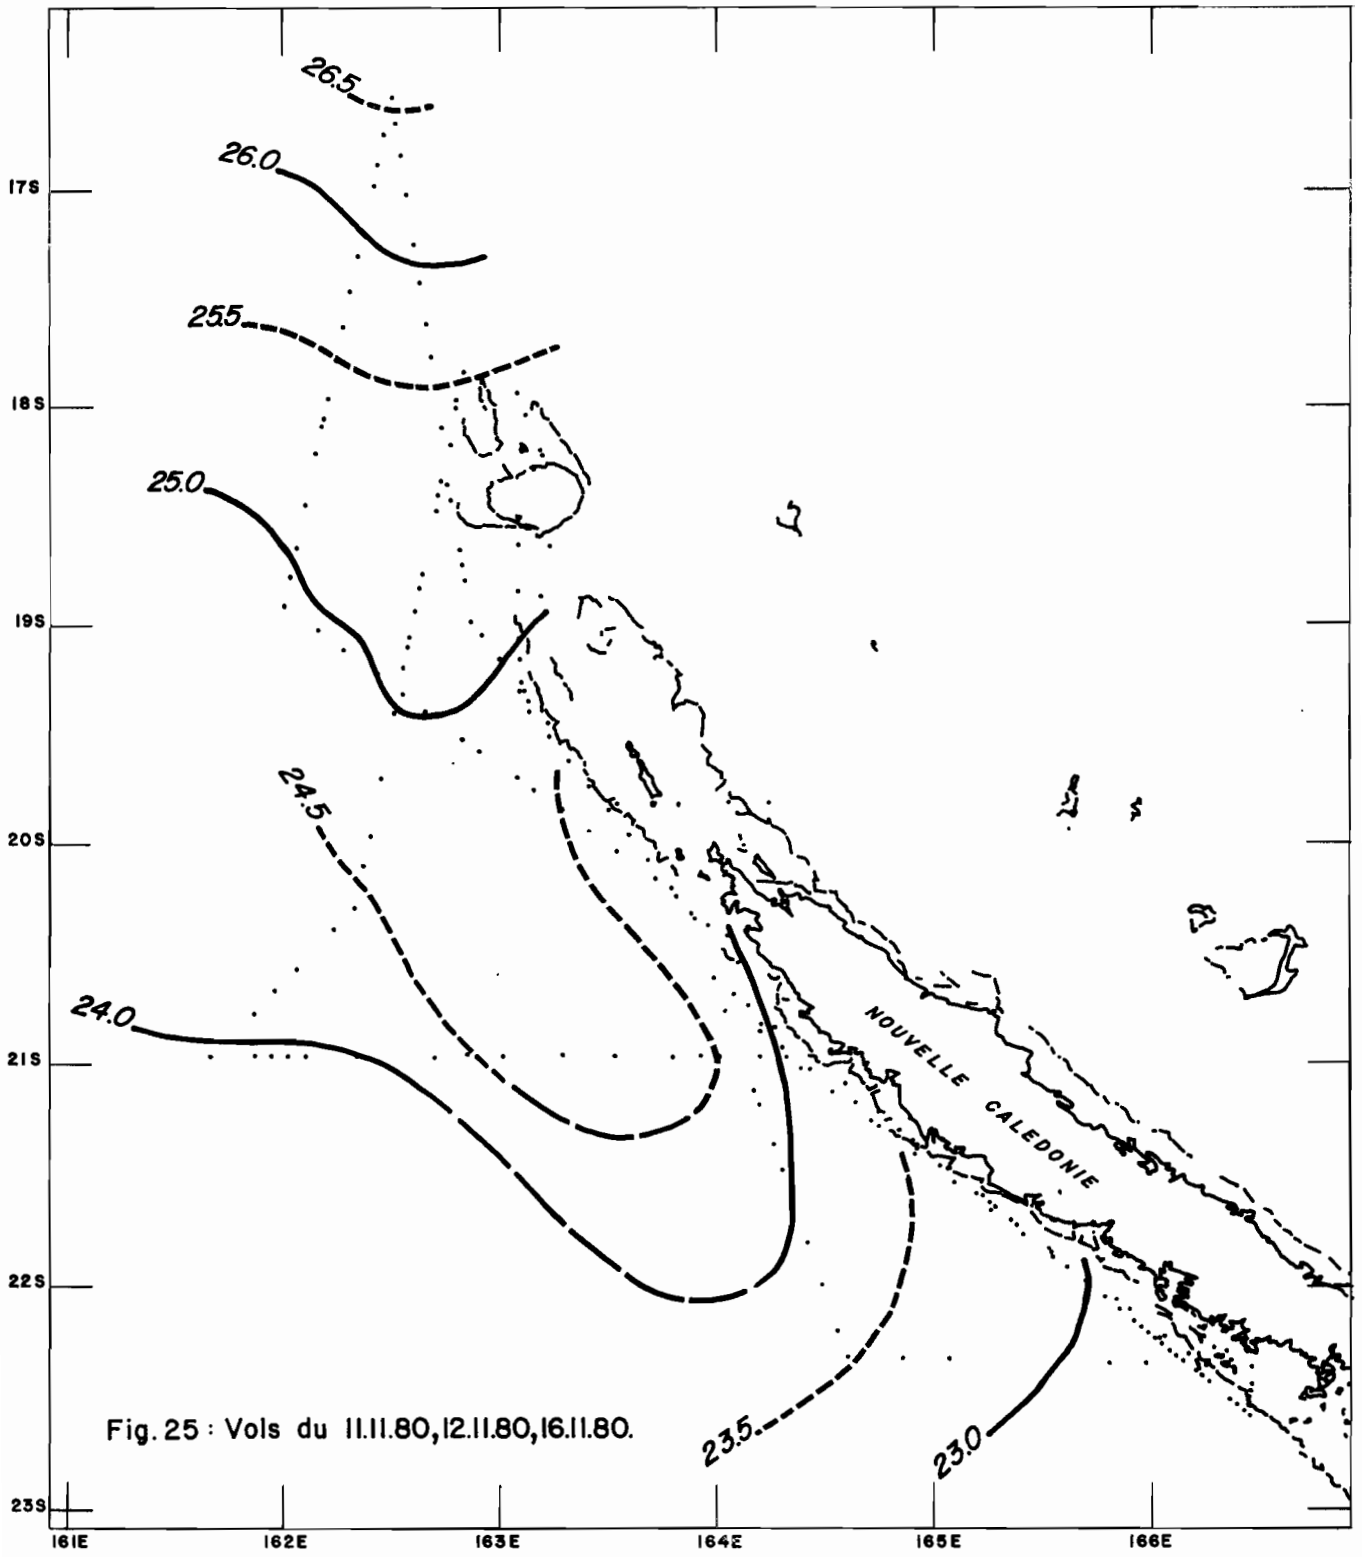 26.5
26.0
17S
25.5
18S
25.0
19S
24.5
20S
24.0
NOUVELLE CALEDONIE
21S
22S
Fig. 25 : Vols du 11.11.80, 12.11.80, 16.11.80.
23.5
23.0
23S
161E 162E 163E 164E 165E 166E